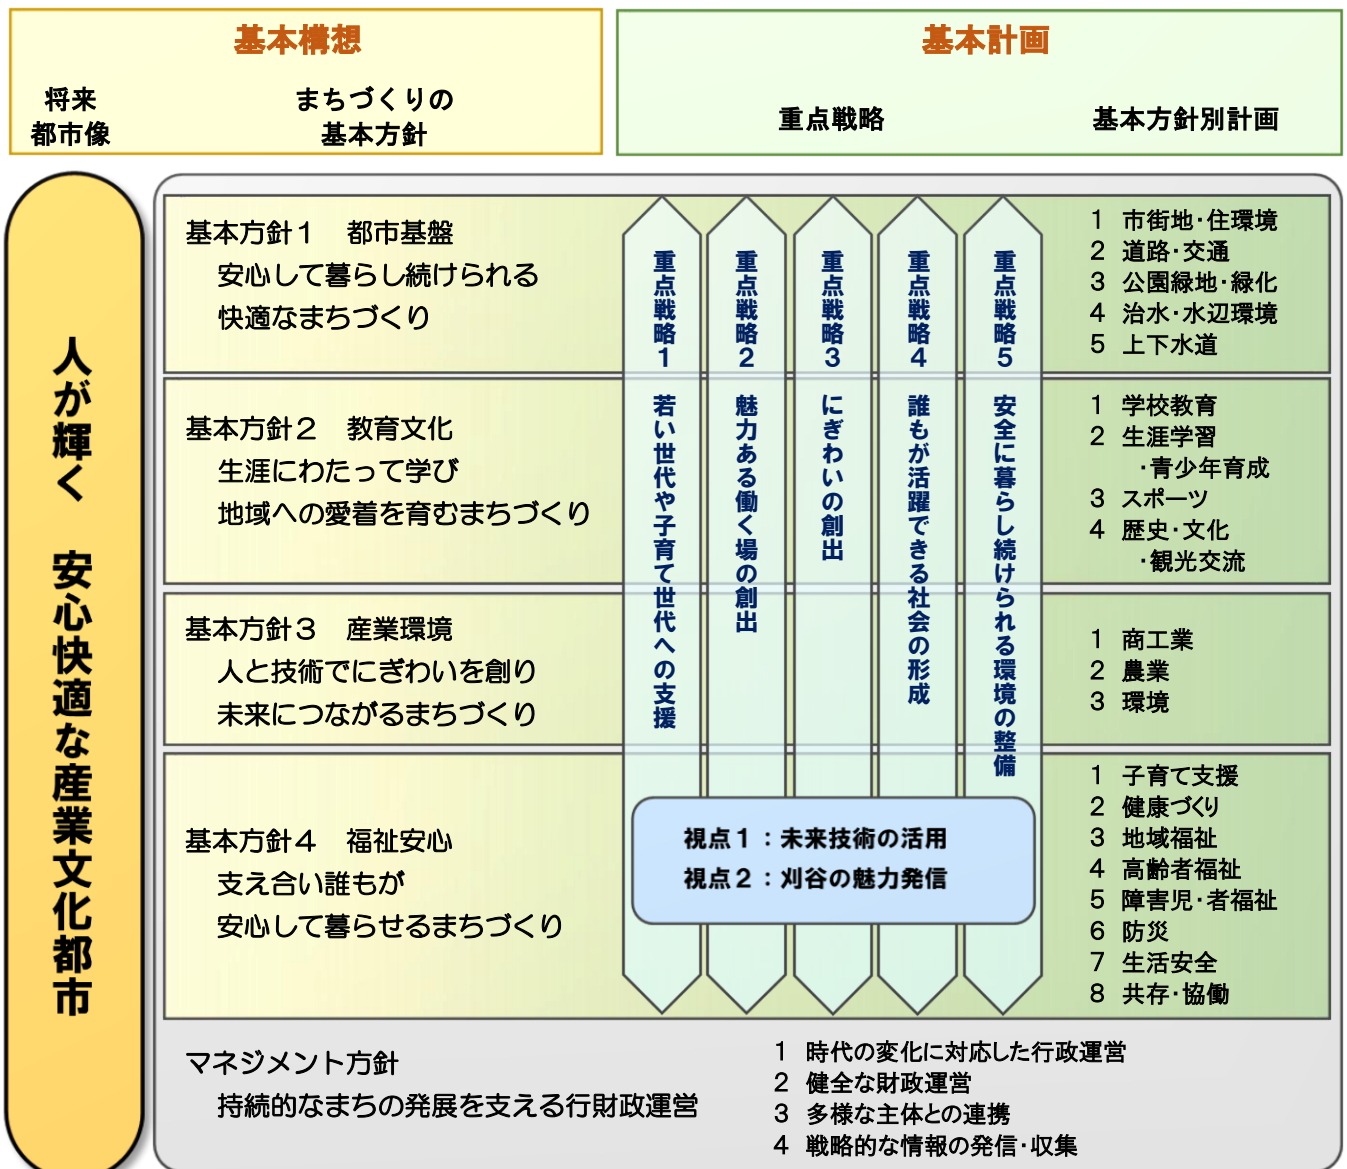 基本構想
将来
都市像
まちづくりの
基本方針
基本計画
重点戦略
基本方針別計画
人が輝く　安心快適な産業文化都市
基本方針１　都市基盤
安心して暮らし続けられる
快適なまちづくり
基本方針２　教育文化
生涯にわたって学び
地域への愛着を育むまちづくり
基本方針３　産業環境
人と技術でにぎわいを創り
未来につながるまちづくり
基本方針４　福祉安心
支え合い誰もが
安心して暮らせるまちづくり
重点戦略１　若い世代や子育て世代への支援
重点戦略２　魅力ある働く場の創出
重点戦略３　にぎわいの創出
重点戦略４　誰もが活躍できる社会の形成
重点戦略５　安全に暮らし続けられる環境の整備
視点１：未来技術の活用
視点２：刈谷の魅力発信
1　市街地・住環境
2　道路・交通
3　公園緑地・緑化
4　治水・水辺環境
5　上下水道
1　学校教育
2　生涯学習
・青少年育成
3　スポーツ
4　歴史・文化
・観光交流
1　商工業
2　農業
3　環境
1　子育て支援
2　健康づくり
3　地域福祉
4　高齢者福祉
5　障害児・者福祉
6　防災
7　生活安全
8　共存・協働
マネジメント方針
持続的なまちの発展を支える行財政運営
1　時代の変化に対応した行政運営
2　健全な財政運営
3　多様な主体との連携
4　戦略的な情報の発信・収集